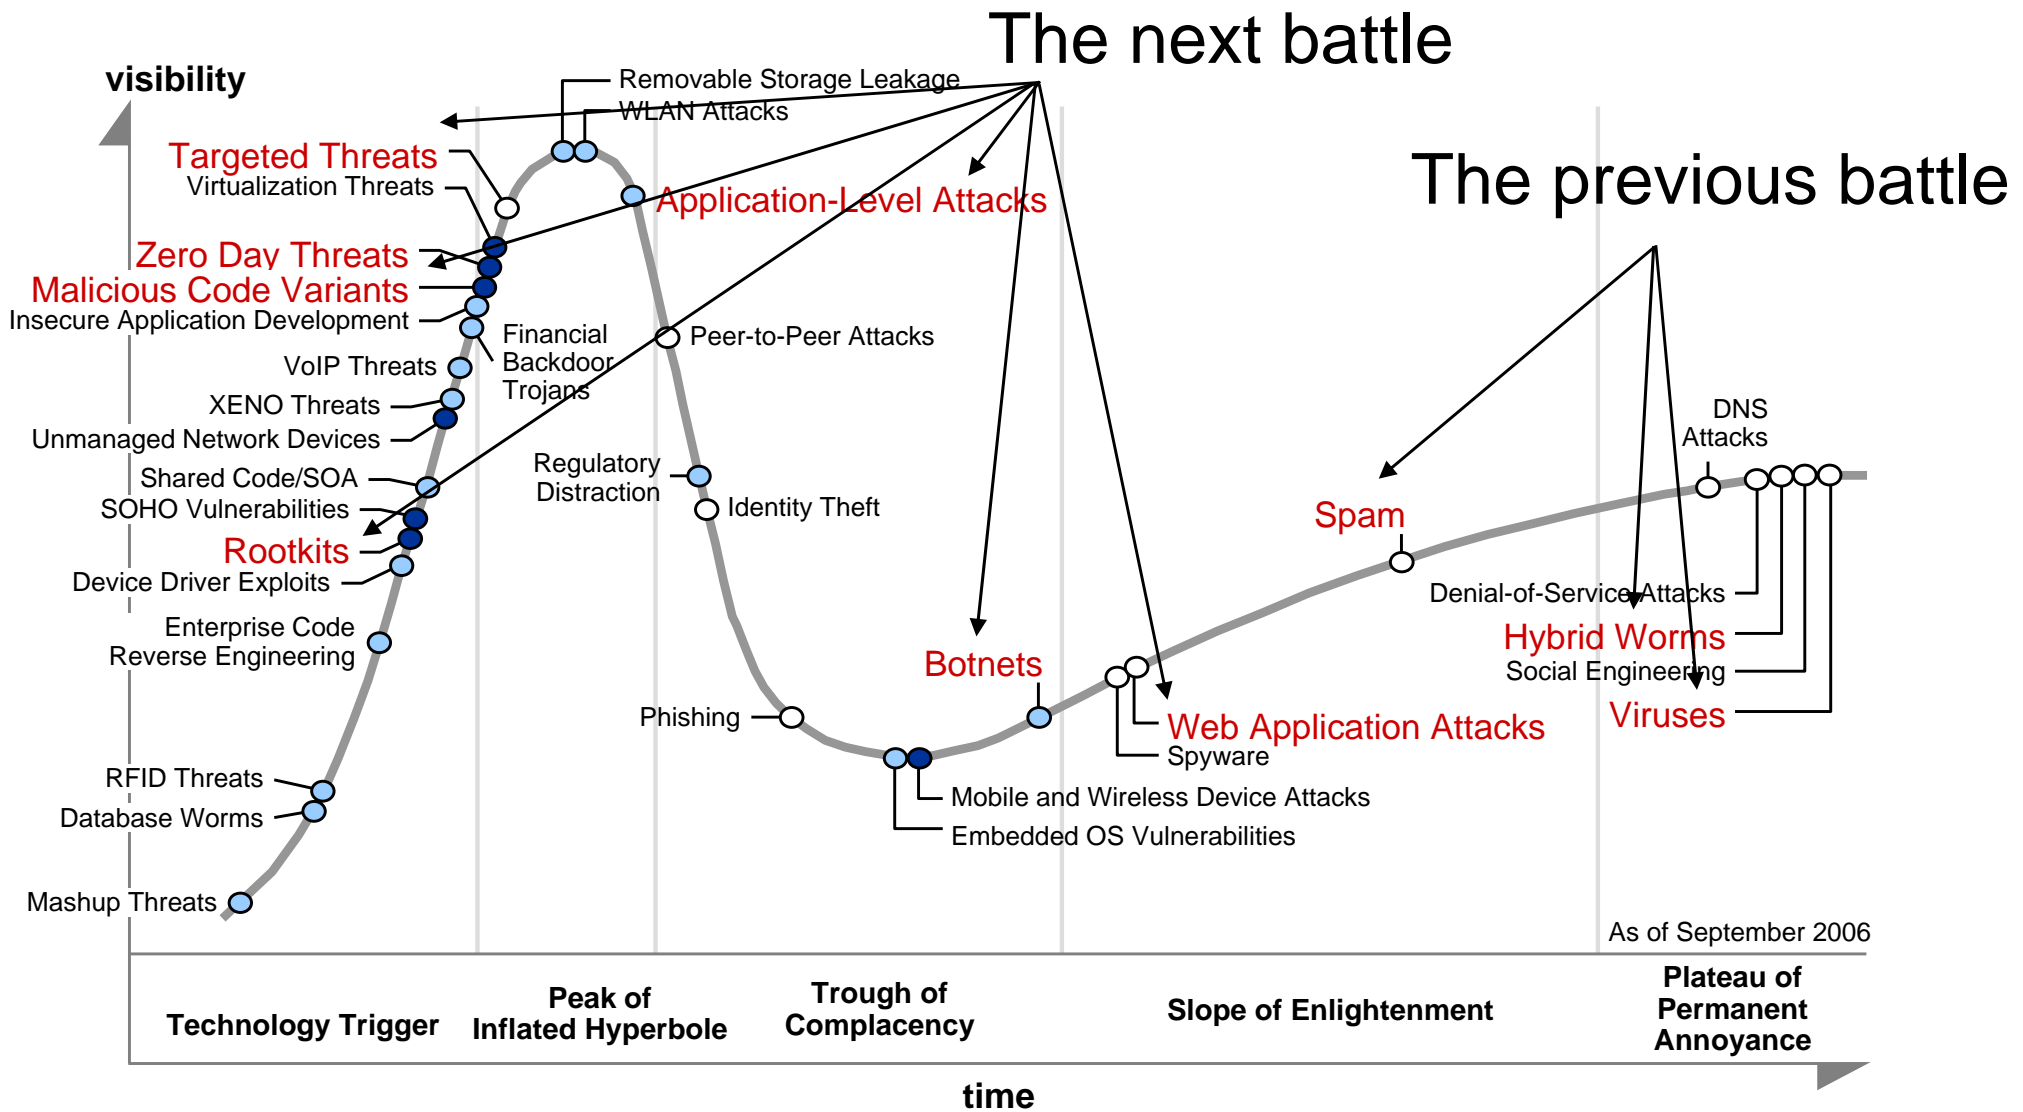 The next battle
visibility
Removable Storage Leakage
WLAN Attacks
Targeted Threats
Virtualization Threats
The previous battle
Application-Level Attacks
Zero Day Threats
Malicious Code Variants
Insecure Application Development
Financial
Backdoor
Trojans
Peer-to-Peer Attacks
VoIP Threats
XENO Threats
Unmanaged Network Devices
DNS
Attacks
Regulatory
Distraction
Shared Code/SOA
SOHO Vulnerabilities
Identity Theft
Spam
Rootkits
Device Driver Exploits
Denial-of-Service Attacks
Enterprise Code
Reverse Engineering
Hybrid Worms
Botnets
Social Engineering
Phishing
Viruses
Web Application Attacks
Spyware
RFID Threats
Mobile and Wireless Device Attacks
Database Worms
Embedded OS Vulnerabilities
Mashup Threats
As of September 2006
Technology Trigger
Peak of
Inflated Hyperbole
Trough of
Complacency
Slope of Enlightenment
Plateau of
Permanent
Annoyance
time